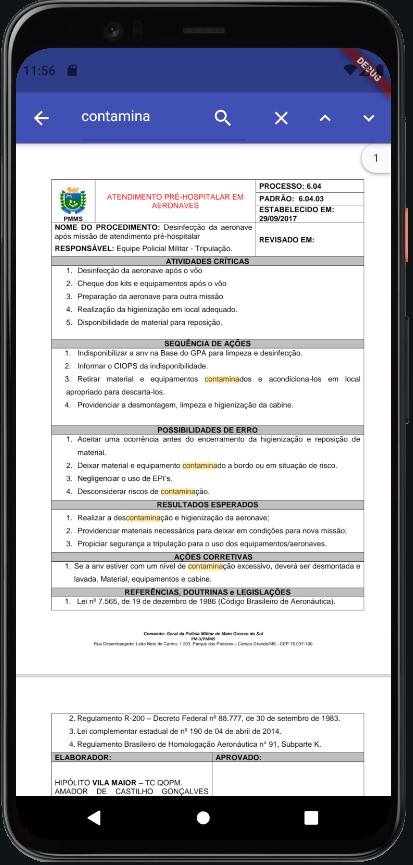 11:56
DEBUG
contamina
1
PMMS
ATENDIMENTO PRÉ-HOSPITALAR EM
AERONAVES
PROCESSO: 6.04
PADRÃO: 6.04.03
ESTABELECIDO EM:
29/09/2017
NOME DO PROCEDIMENTO: Desinfecção da aeronave
após missão de atendimento pré-hospitalar
RESPONSÁVEL: Equipe Policial Militar - Tripulação.
REVISADO EM:
ATIVIDADES CRÍTICAS
1. Desinfecção da aeronave após o vôo
2. Cheque dos kits e equipamentos após o vôo
3. Preparação da aeronave para outra missão
4. Realização da higienização em local adequado.
5. Disponibilidade de material para reposição.
SEQUÊNCIA DE AÇÕES
1. Indisponibilizar a anv na Base do GPA para limpeza e desinfecção.
2. Informar o CIOPS da indisponibilidade.
3. Retirar material e equipamentos contaminados e acondiciona-los em local
apropriado para descarta-los.
4. Providenciar a desmontagem, limpeza e higienização da cabine.
POSSIBILIDADES DE ERRO
1. Aceitar uma ocorrência antes do encerramento da higienização e reposição de
material.
2. Deixar material e equipamento contaminado a bordo ou em situação de risco.
3. Negligenciar o uso de EPI's.
4. Desconsiderar riscos de contaminação.
RESULTADOS ESPERADOS
1. Realizar a descontaminação e higienização da aeronave;
2. Providenciar materiais necessários para deixar em condições para nova missão;
3. Propiciar segurança a tripulação para o uso dos equipamentos/aeronaves.
AÇÕES CORRETIVAS
1. Se a anv estiver com um nível de contaminação excessivo, deverá ser desmontada e
lavada, Material, equipamentos e cabine.
REFERÊNCIAS, DOUTRINAS e LEGISLAÇÕES
1. Lei nº 7.565, de 19 de dezembro de 1986 (Código Brasileiro de Aeronáutica).
Comando Geral da Polícia Militar de Mato Grosso do Sul
PM-3/PMMS
Rua Desembargador Leão Neto do Carmo, 1.203, Parque dos Poderes – Campo Grande/MS - CEP 79.037-100
2. Regulamento R-200 – Decreto Federal nº 88.777, de 30 de setembro de 1983.
3. Lei complementar estadual de nº 190 de 04 de abril de 2014.
4. Regulamento Brasileiro de Homologação Aeronáutica n° 91, Subparte K.
ELABORADOR:
APROVADO:
HIPÓLITO VILA MAIOR – TC QOPM.
AMADOR DE CASTILHO GONÇALVES